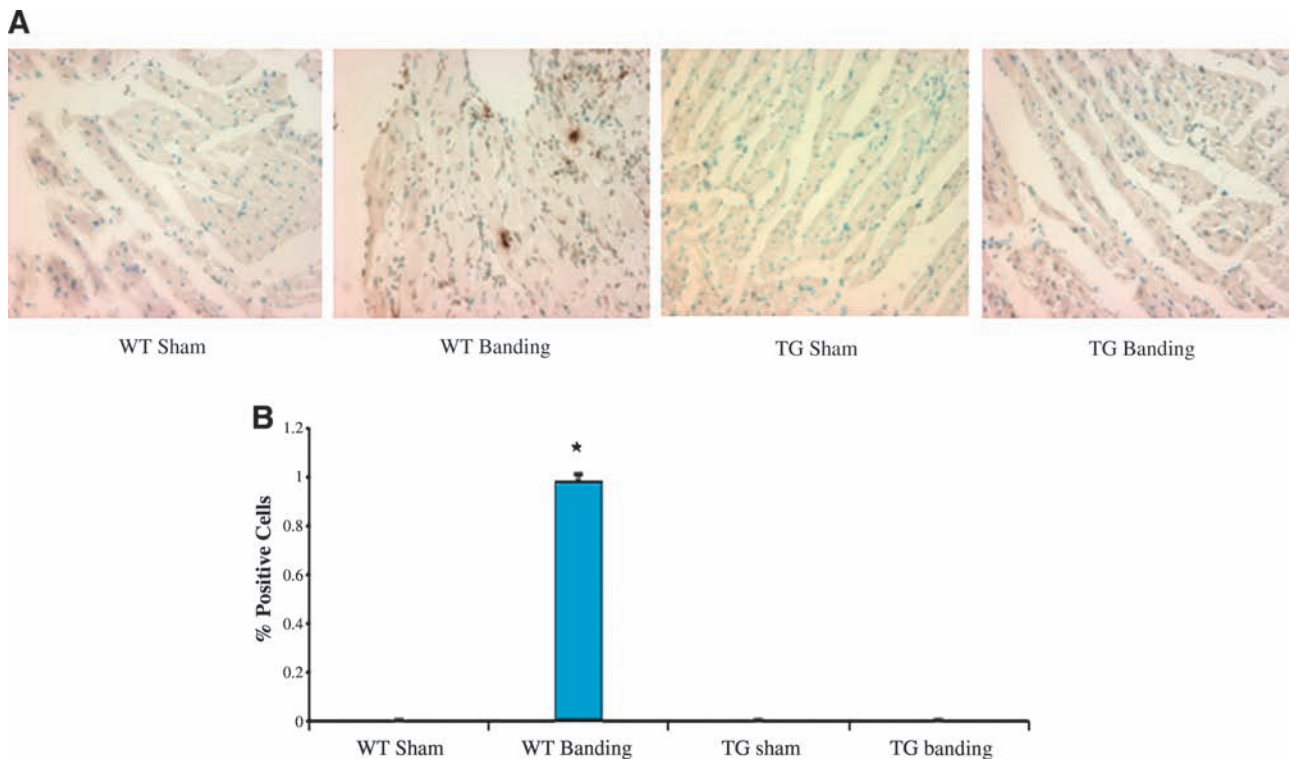 A
WT Sham
WT Banding
TG Sham
TG Banding
B
% Positive Cells
1.2
1
0.8
0.6
0.4
0.2
0
WT Sham
WT Banding
TG sham
TG banding